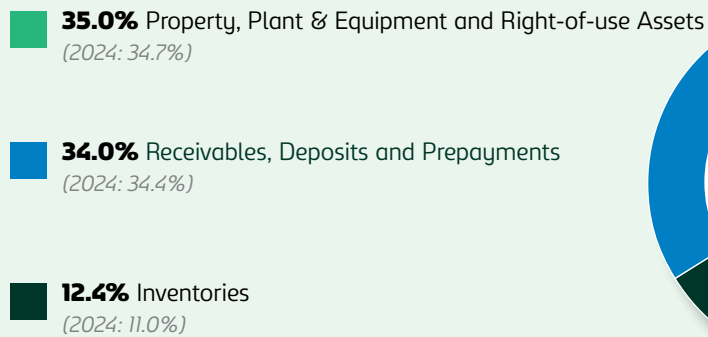 35.0% Property, Plant & Equipment and Right-of-use Assets
(2024: 34.7%)
34.0% Receivables, Deposits and Prepayments
(2024: 34.4%)
12.4% Inventories
(2024: 11.0%)